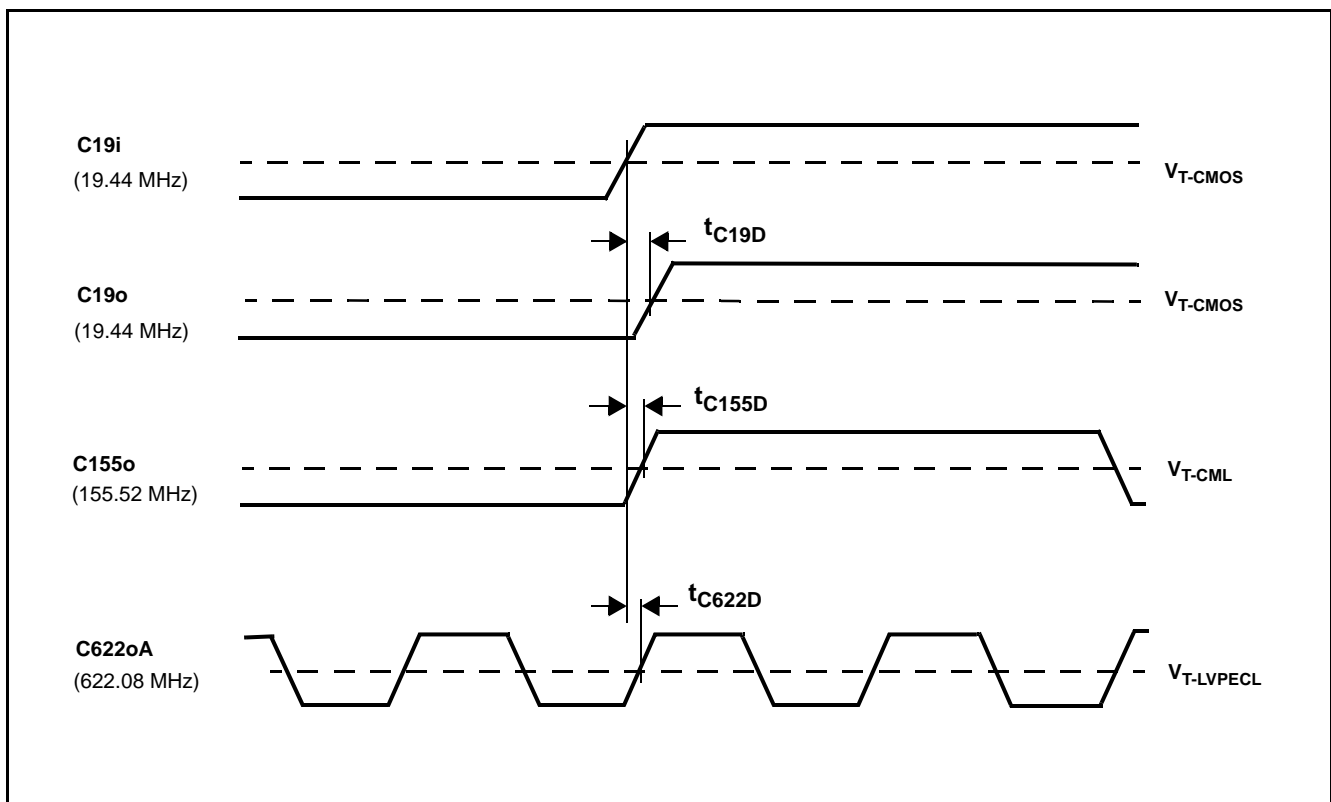 C19i
(19.44 MHz)
VT-CMOS
tC19D
C19o
(19.44 MHz)
VT-CMOS
tC155D
C155o
(155.52 MHz)
VT-CML
tC622D
C622oA
(622.08 MHz)
VT-LVPECL